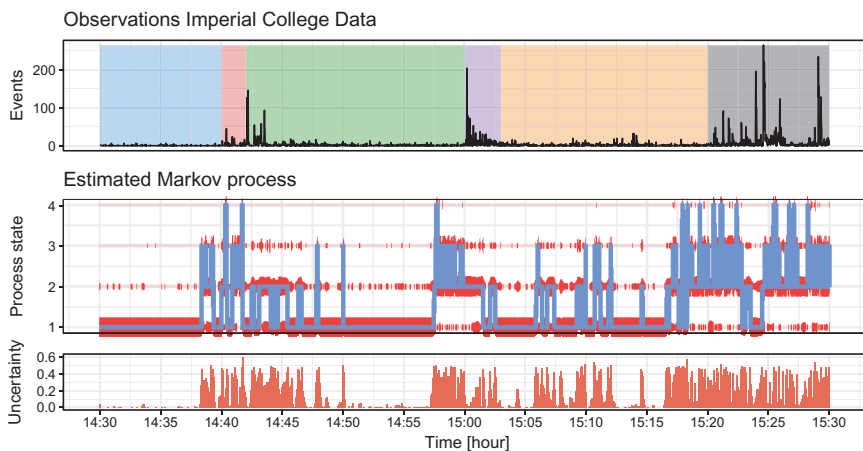 Observations Imperial College Data
Events
200
100
0
Estimated Markov process
Process state
4
3
2
1
Uncertainty
0.6
0.4
0.2
0.0
14:30 14:35 14:40 14:45 14:50 14:55 15:00 15:05 15:10 15:15 15:20 15:25 15:30
Time [hour]